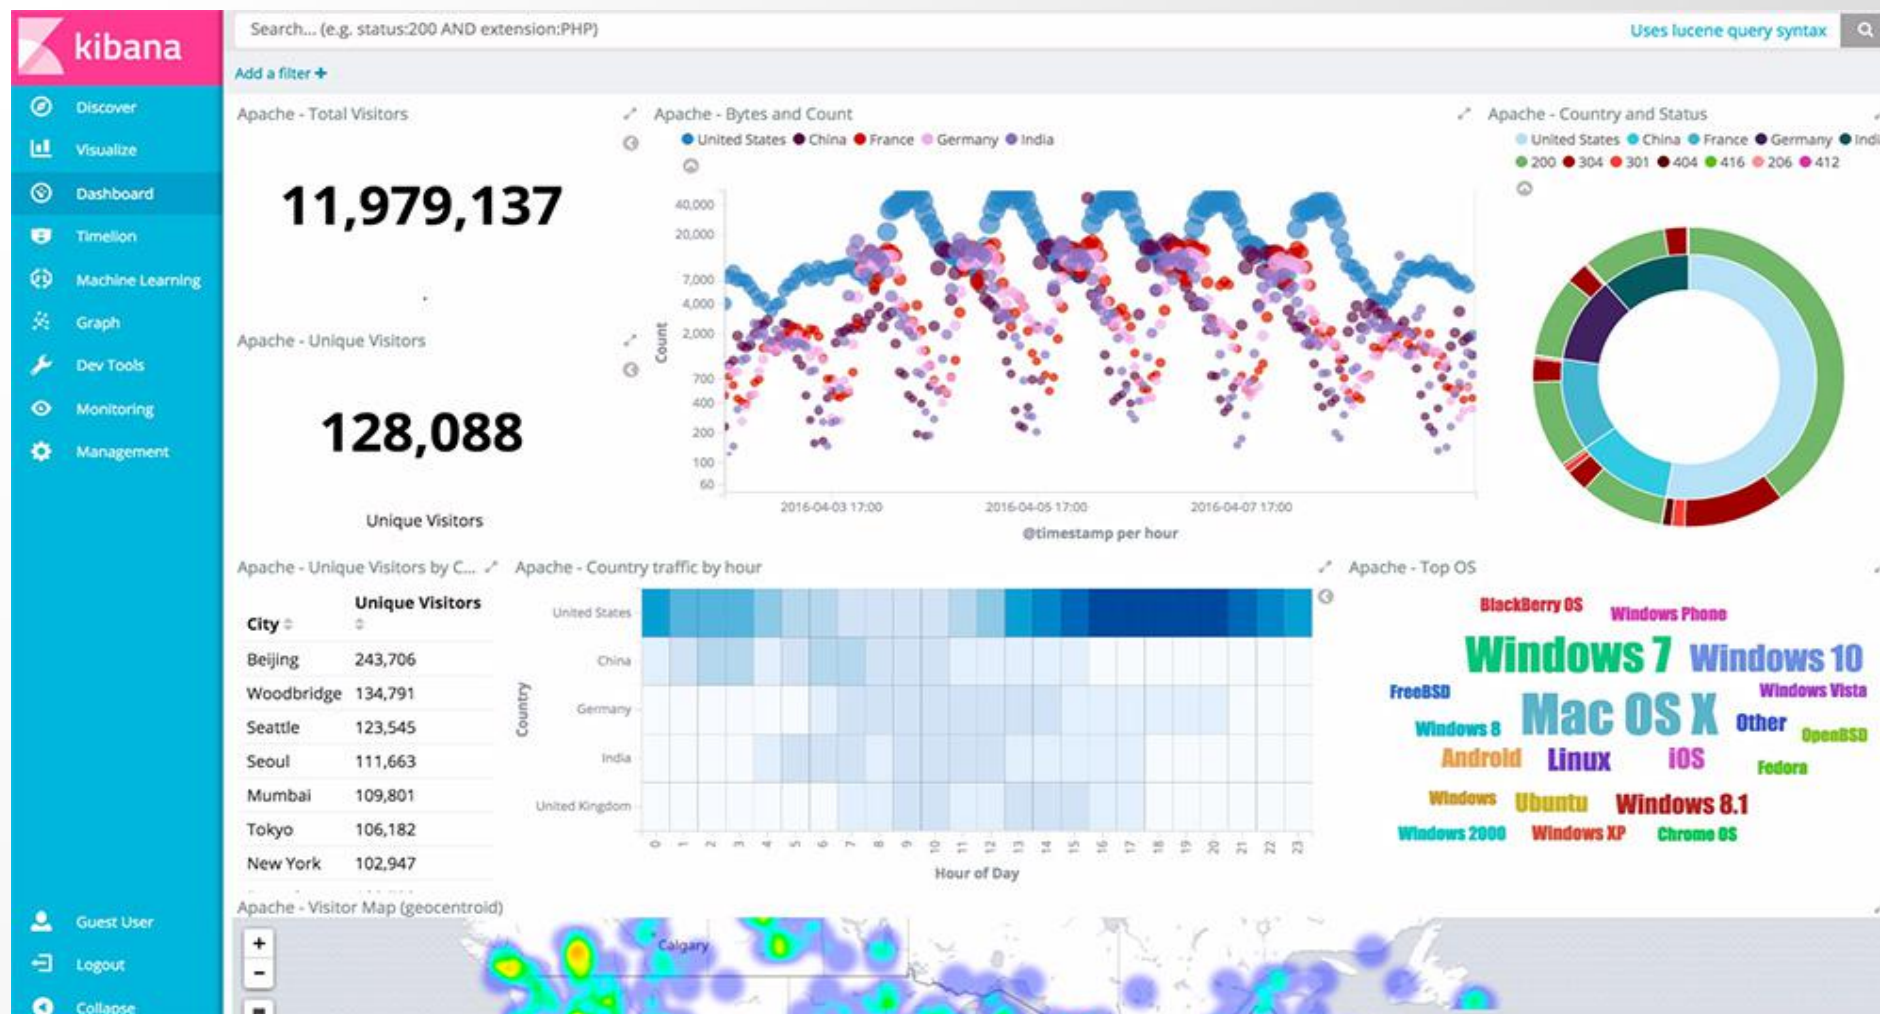 kibana
Search... (e.g. status:200 AND extension:PHP)
Uses lucene query syntax
Add a filter +
Discover
Visualize
Dashboard
Timelion
Machine Learning
Graph
Dev Tools
Monitoring
Management
Guest User
Logout
Collapse
Apache - Total Visitors
11,979,137
Apache - Unique Visitors
128,088
Unique Visitors
Apache - Bytes and Count
United States China France Germany India
Count
40,000
20,000
7,000
4,000
2,000
700
400
200
100
60
2016-04-03 17:00
2016-04-05 17:00
2016-04-07 17:00
@timestamp per hour
Apache - Country and Status
United States China France Germany Indi
200 304 301 404 416 206 412
Apache - Unique Visitors by C...
City Unique Visitors
Beijing 243,706
Woodbridge 134,791
Seattle 123,545
Seoul 111,663
Mumbai 109,801
Tokyo 106,182
New York 102,947
Apache - Country traffic by hour
Country
United States
China
Germany
India
United Kingdom
0 1 2 3 4 5 6 7 8 9 10 11 12 13 14 15 16 17 18 19 20 21 22 23
Hour of Day
Apache - Top OS
BlackBerry OS
Windows Phone
Windows 7
Windows 10
FreeBSD
Windows Vista
Mac OS X
Windows 8
Other
OpenBSD
Android
Linux
iOS
Fedora
Windows
Ubuntu
Windows 8.1
Windows 2000
Windows XP
Chrome OS
Apache - Visitor Map (geocentroid)
+
-
Calgary